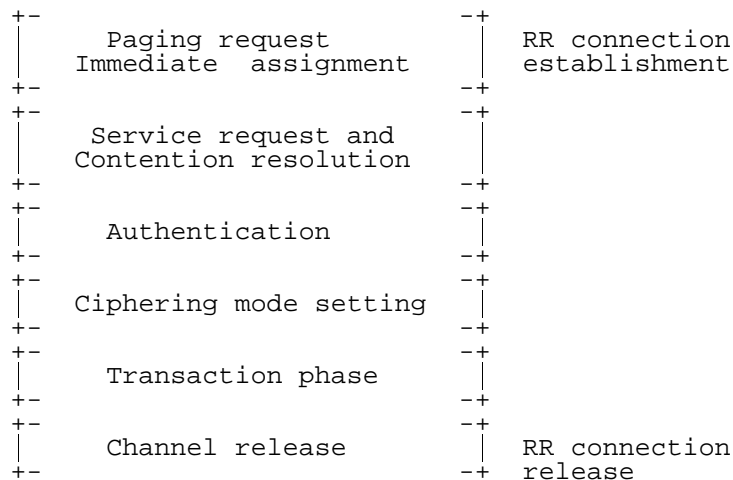 +- -+
| Paging request | RR connection
| Immediate assignment | establishment
+- -+
+- -+
| Service request and |
| Contention resolution |
+- -+
+- -+
| Authentication |
+- -+
+- -+
| Ciphering mode setting |
+- -+
+- -+
| Transaction phase |
+- -+
+- -+
| Channel release | RR connection
+- -+ release